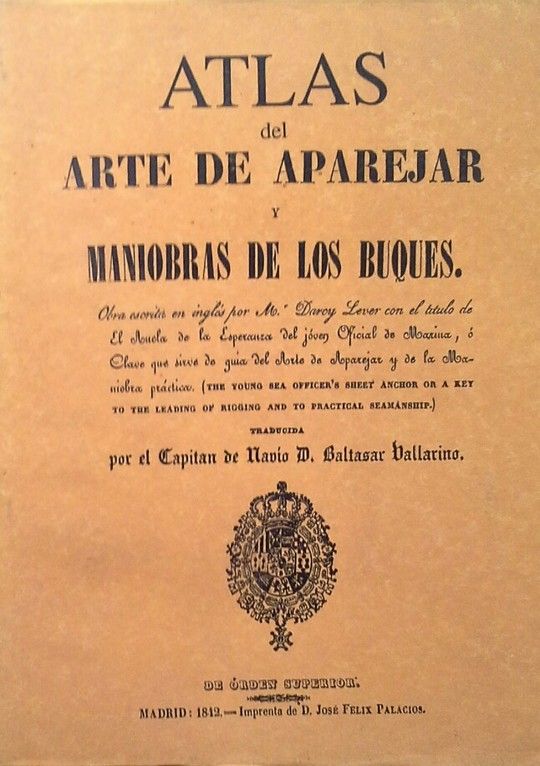 ATLAS
del
ARTE DE APAREJAR
Y
MANIOBRAS DE LOS BUQUES.
Obra escrita en inglés por M.r Darcy Lever con el titulo de
El Ancla de la Esperanza del jóven Oficial de Marina, ó
Clave que sirve de guia del Arte de Aparejar y de la Ma-
niobra práctica. (THE YOUNG SEA OFFICER'S SHEET ANCHOR OR A KEY
TO THE LEADING OF RIGGING AND TO PRACTICAL SEAMÁNSHIP.)
TRADUCIDA
por el Capitan de Navio D. Baltasar Vallarino.
DE ÓRDEN SUPERIOR.
MADRID: 1842.—Imprenta de D. JOSÉ FELIX PALACIOS.